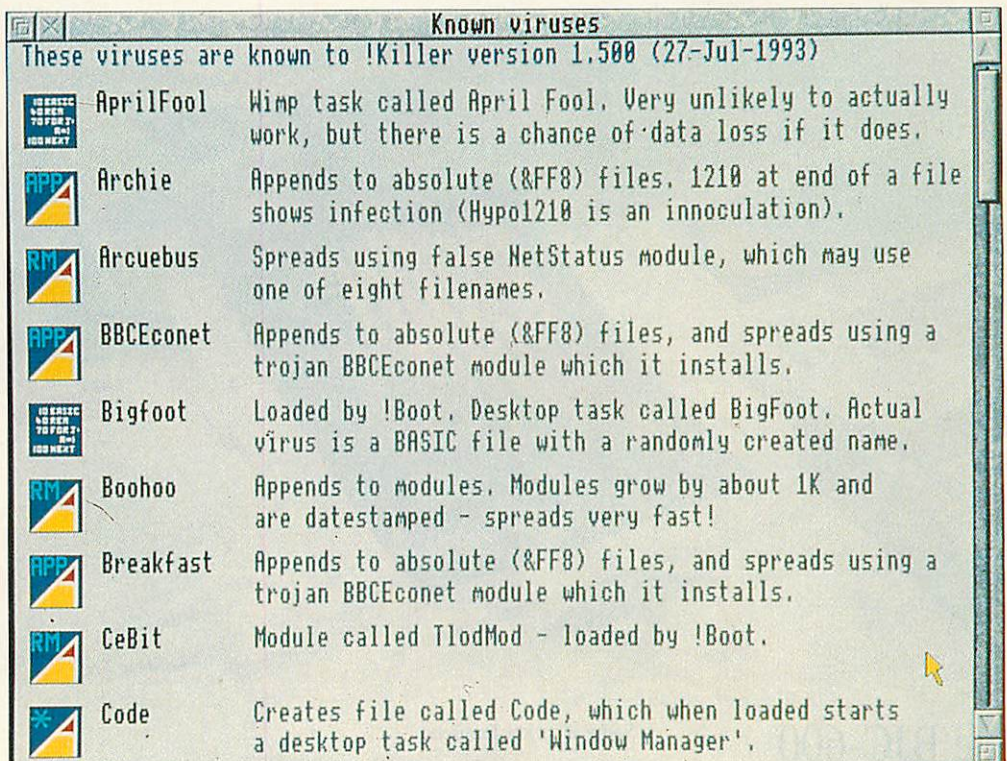 Known viruses
These viruses are known to !Killer version 1.500 (27-Jul-1993)
AprilFool Wimp task called April Fool. Very unlikely to actually
work, but there is a chance of data loss if it does.
APP Archie Appends to absolute (&FF8) files. 1210 at end of a file
shows infection (Hypo1210 is an innoculation).
RM Arcuebus Spreads using false NetStatus module, which may use
one of eight filenames.
APP BBCEconet Appends to absolute (&FF8) files, and spreads using a
trojan BBCEconet module which it installs.
Bigfoot Loaded by !Boot. Desktop task called BigFoot. Actual
virus is a BASIC file with a randomly created name.
RM Boohoo Appends to modules. Modules grow by about 1K and
are datestamped - spreads very fast!
APP Breakfast Appends to absolute (&FF8) files, and spreads using a
trojan BBCEconet module which it installs.
RM CeBit Module called TlodMod - loaded by !Boot.
* Code Creates file called Code, which when loaded starts
a desktop task called 'Window Manager'.